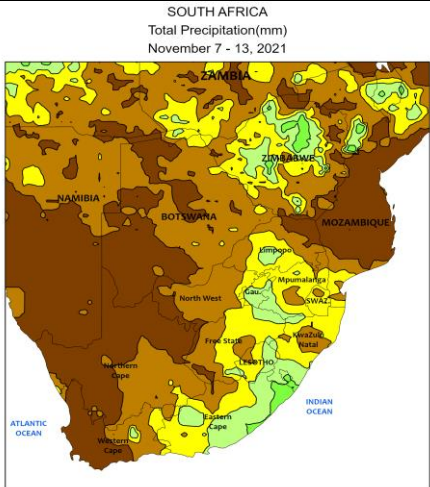 SOUTH AFRICA
Total Precipitation(mm)
November 7 - 13, 2021
ZAMBIA
ZIMBABWE
NAMIBIA
BOTSWANA
MOZAMBIQUE
Limpopo
Mpumalanga
Gau.
SWAZ.
North West
Free State
KwaZulu
Natal
LESOTHO
Northern
Cape
Eastern
Cape
Western
Cape
ATLANTIC
OCEAN
INDIAN
OCEAN